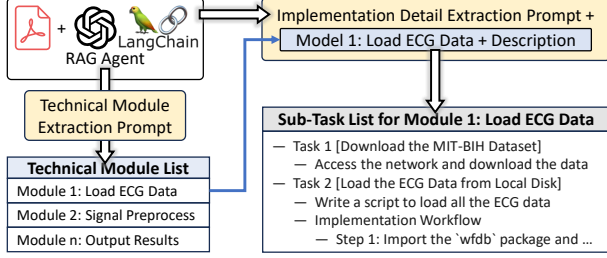 LangChain
RAG Agent
Technical Module
Extraction Prompt
Technical Module List
Module 1: Load ECG Data
Module 2: Signal Preprocess
Module n: Output Results
Implementation Detail Extraction Prompt +
Model 1: Load ECG Data + Description
Sub-Task List for Module 1: Load ECG Data
— Task 1 [Download the MIT-BIH Dataset]
— Access the network and download the data
— Task 2 [Load the ECG Data from Local Disk]
— Write a script to load all the ECG data
— Implementation Workflow
— Step 1: Import the `wfdb` package and ...